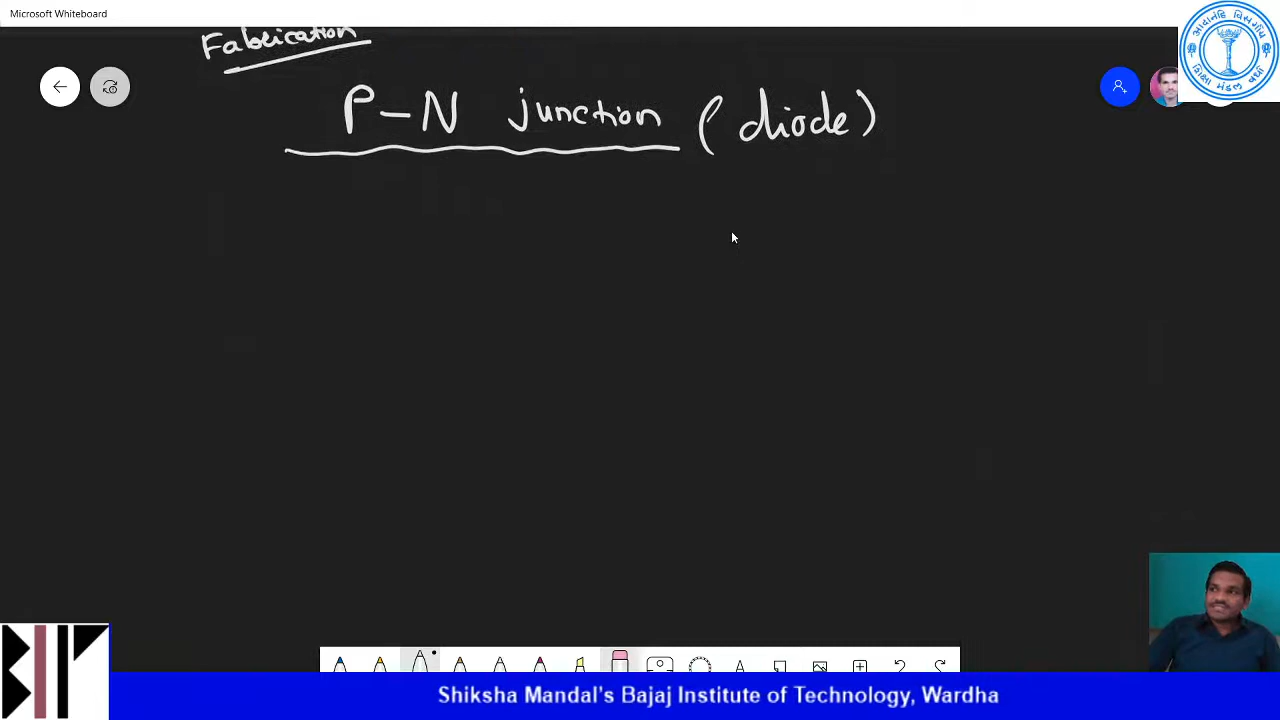 Microsoft Whiteboard
Fabrication
P-N junction (diode)
Shiksha Mandal's Bajaj Institute of Technology, Wardha